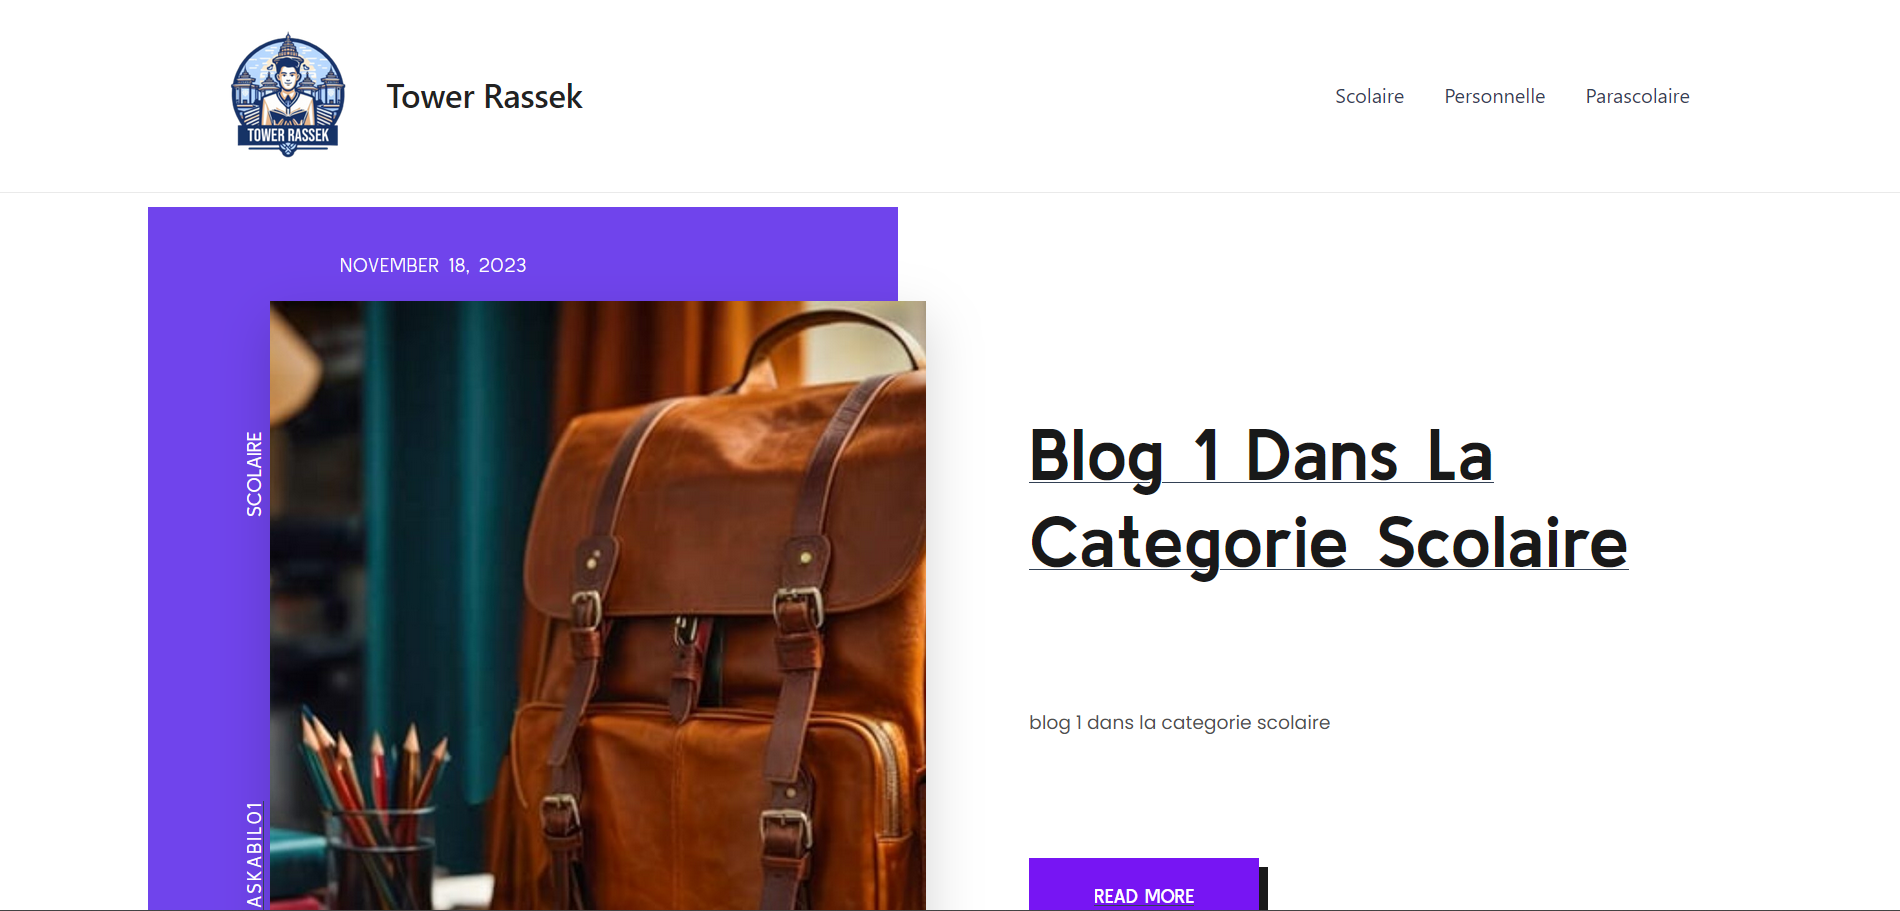 TOWER RASSEK
Tower Rassek
Scolaire
Personnelle
Parascolaire
NOVEMBER 18, 2023
SCOLAIRE
ASKABIL01
Blog 1 Dans La
Categorie Scolaire
blog 1 dans la categorie scolaire
READ MORE